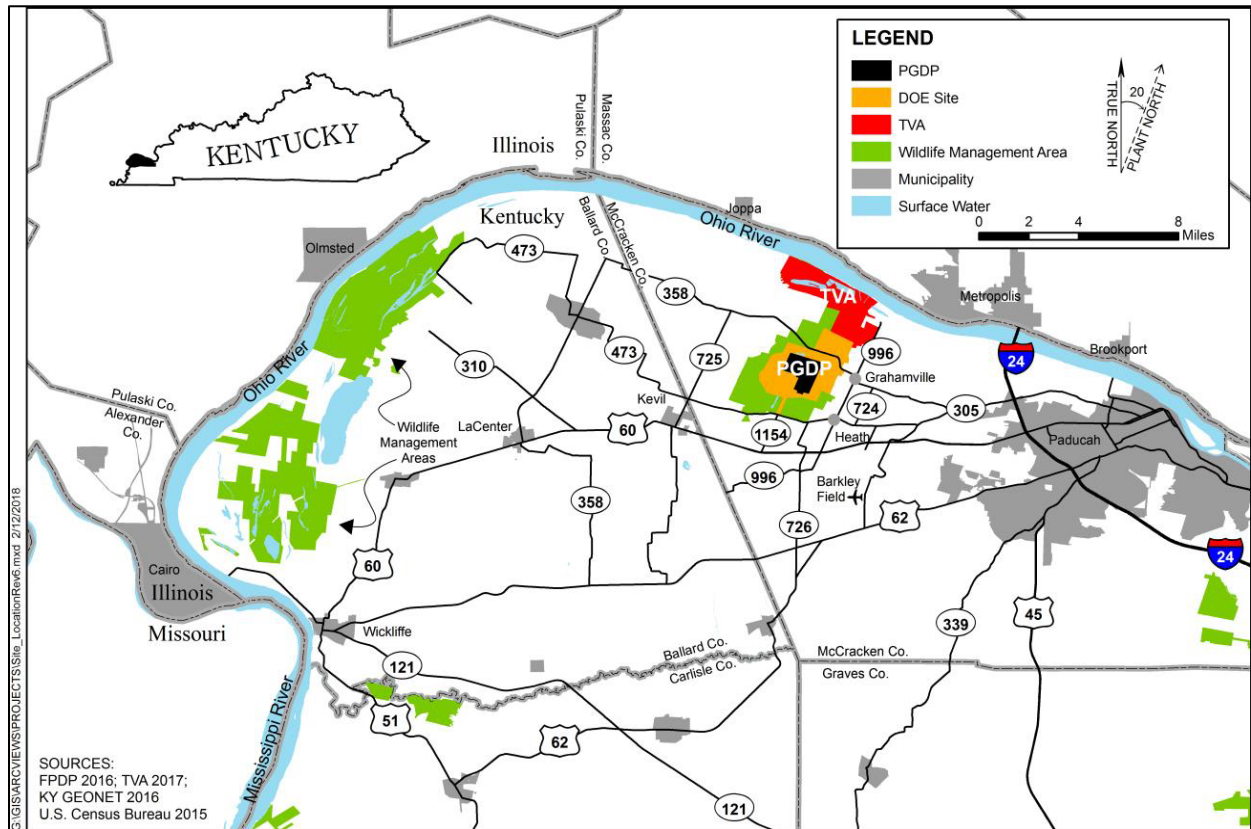 LEGEND
PGDP
DOE Site
TVA
Wildlife Management Area
Municipality
Surface Water
TRUE NORTH
20
PLANT NORTH
0 2 4 8
Miles
KENTUCKY
Pulaski Co.
Massac Co.
Illinois
Kentucky
Ballard Co.
McCracken Co.
Ohio River
Joppa
Olmsted
473
358
TVA
Metropolis
24
Brookport
Ohio River
310
473
725
PGDP
996
Grahamville
Pulaski Co.
Alexander Co.
Wildlife
Management
Areas
LaCenter
Kevil
60
1154
724
305
Heath
Paducah
996
Barkley
Field
358
726
62
60
24
Cairo
Illinois
Missouri
Wickliffe
339
45
121
Ballard Co.
Carlisle Co.
McCracken Co.
Graves Co.
51
62
121
Mississippi River
SOURCES:
FPDP 2016; TVA 2017;
KY GEONET 2016
U.S. Census Bureau 2015
G:\GIS\ARCVIEWS\PROJECTS\Site_LocationRev6.mxd 2/12/2018